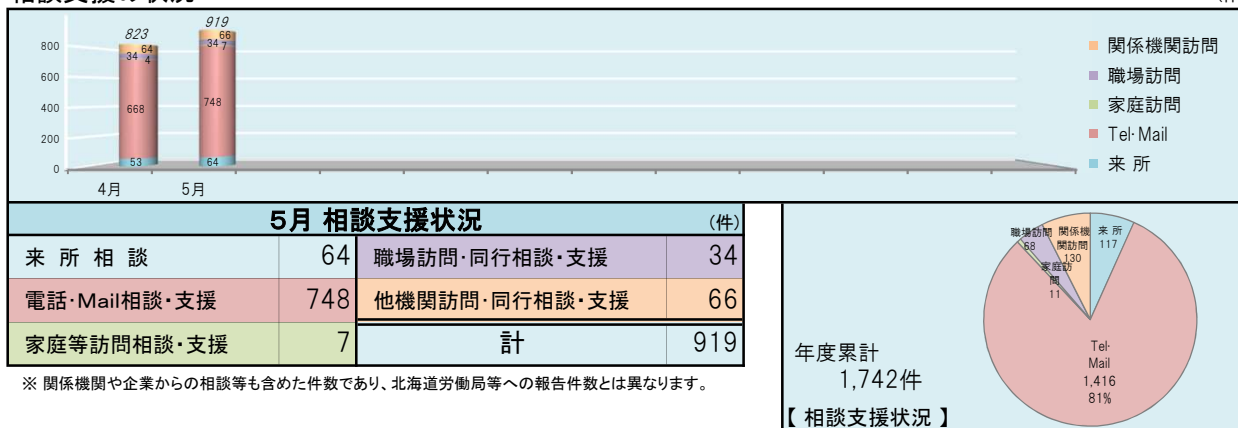 823
919
800
600
400
200
0
64
34
4
668
53
66
34
7
748
64
4月
5月
関係機関訪問
職場訪問
家庭訪問
Tel･Mail
来 所
5月 相談支援状況 (件)
来 所 相 談 64 職場訪問･同行相談･支援 34
電話･Mail相談･支援 748 他機関訪問･同行相談･支援 66
家庭等訪問相談･支援 7 計 919
※ 関係機関や企業からの相談等も含めた件数であり、北海道労働局等への報告件数とは異なります。
職場訪問
68
関係機
関訪問
130
来 所
117
家庭訪
問
11
Tel･
Mail
1,416
81%
年度累計
1,742件
【 相談支援状況 】